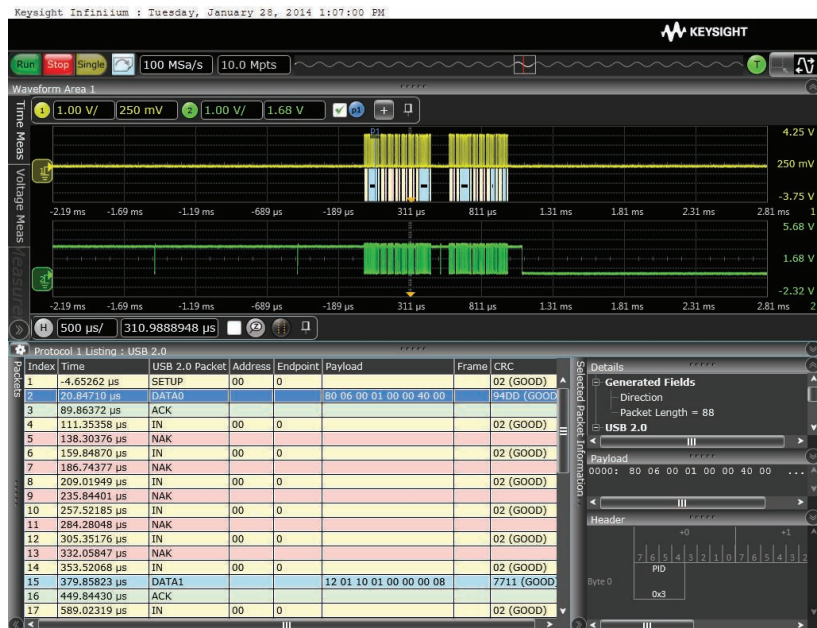 Keysight Infiniium : Tuesday, January 28, 2014 1:07:00 PM
KEYSIGHT
Run Stop Single 100 MSa/s 10.0 Mpts T
Waveform Area 1
1 1.00 V/ 250 mV 2 1.00 V/ 1.68 V p1 +
Time Meas
Voltage Meas
Measure
P1
4.25 V
250 mV
-3.75 V
-2.19 ms -1.69 ms -1.19 ms -689 µs -189 µs 311 µs 811 µs 1.31 ms 1.81 ms 2.31 ms 2.81 ms 1
5.68 V
1.68 V
-2.32 V
-2.19 ms -1.69 ms -1.19 ms -689 µs -189 µs 311 µs 811 µs 1.31 ms 1.81 ms 2.31 ms 2.81 ms 2
H 500 µs/ 310.9888948 µs
Protocol 1 Listing : USB 2.0
Packets
Index Time USB 2.0 Packet Address Endpoint Payload Frame CRC
1 -4.65262 µs SETUP 00 0 02 (GOOD)
2 20.84710 µs DATA0 80 06 00 01 00 00 40 00 94DD (GOOD
3 89.86372 µs ACK
4 111.35358 µs IN 00 0 02 (GOOD)
5 138.30376 µs NAK
6 159.84870 µs IN 00 0 02 (GOOD)
7 186.74377 µs NAK
8 209.01949 µs IN 00 0 02 (GOOD)
9 235.84401 µs NAK
10 257.52185 µs IN 00 0 02 (GOOD)
11 284.28048 µs NAK
12 305.35176 µs IN 00 0 02 (GOOD)
13 332.05847 µs NAK
14 353.52068 µs IN 00 0 02 (GOOD)
15 379.85823 µs DATA1 12 01 10 01 00 00 00 08 7711 (GOOD)
16 449.84430 µs ACK
17 589.02319 µs IN 00 0 02 (GOOD)
Selected Packet Information
Details
Generated Fields
Direction
Packet Length = 88
USB 2.0
Payload
0000: 80 06 00 01 00 00 40 00 ...
Header
+0 +1
7 6 5 4 3 2 1 0 7 6 5 4 3 2
PID
Byte 0
0x3